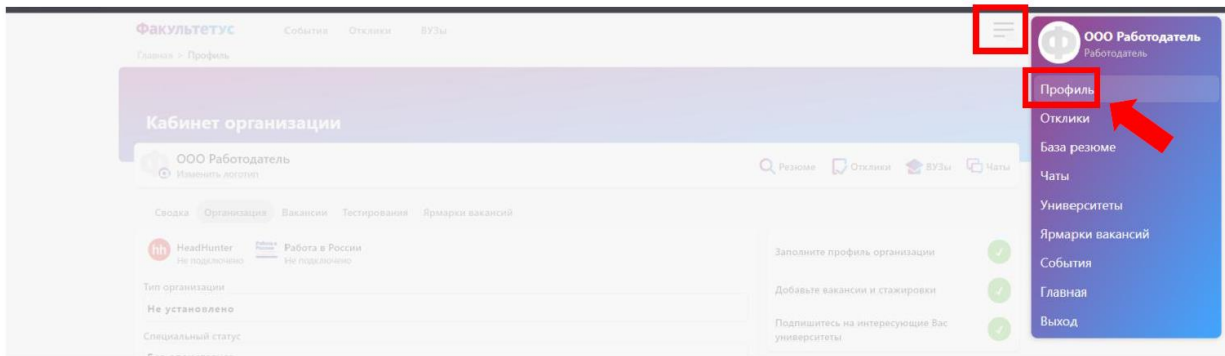 Факультетус
События Отклики ВУЗы
Главная > Профиль
Кабинет организации
ООО Работодатель
Изменить логотип
Резюме Отклики ВУЗы Чаты
Сводка Организация Вакансии Тестирование Ярмарки вакансий
hh HeadHunter Работа в России
Не подключено Не подключено
Тип организации
Не установлено
Специальный статус
Заполните профиль организации
Добавьте вакансии и стажировки
Подпишитесь на интересующие Вас
университеты
ООО Работодатель
Работодатель
Профиль
Отклики
База резюме
Чаты
Университеты
Ярмарки вакансий
События
Главная
Выход